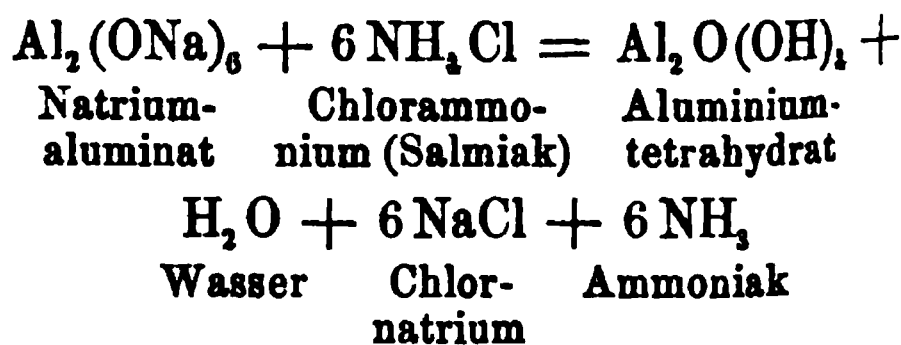 Al₂(ONa)₆ + 6 NH₄Cl = Al₂O(OH)₄ +
Natrium- Chlorammo- Aluminium-
aluminat nium (Salmiak) tetrahydrat
H₂O + 6 NaCl + 6 NH₃
Wasser Chlor- Ammoniak
natrium